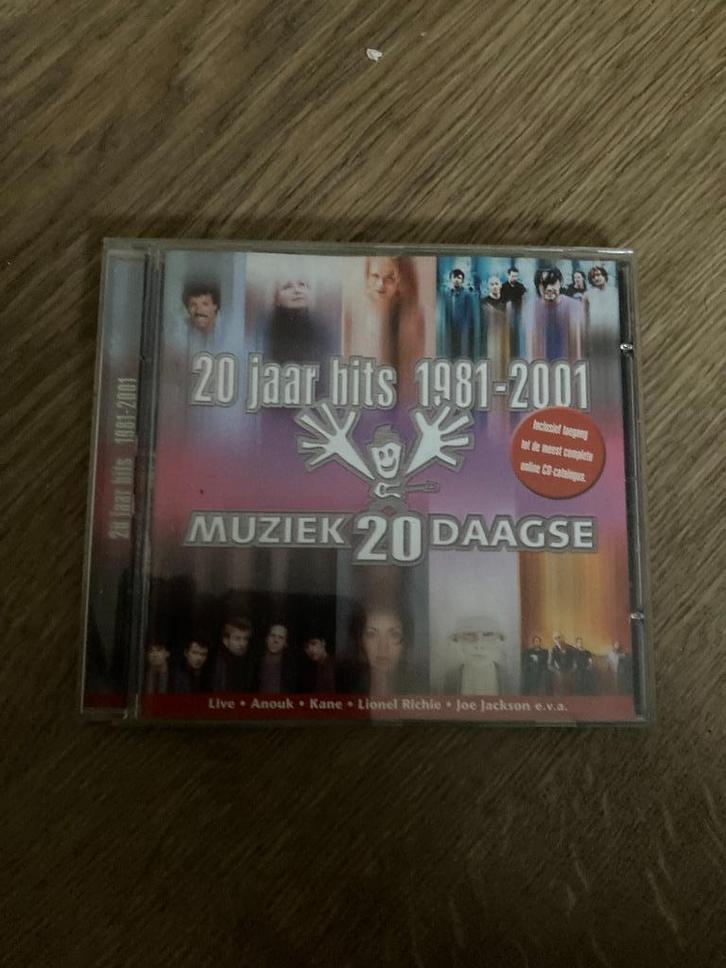 20 jaar hits 1981-2001
20 jaar hits 1981-2001
Inclusief toegang
tot de meest complete
online CD-catalogus.
MUZIEK 20 DAAGSE
Live • Anouk • Kane • Lionel Richie • Joe Jackson e.v.a.